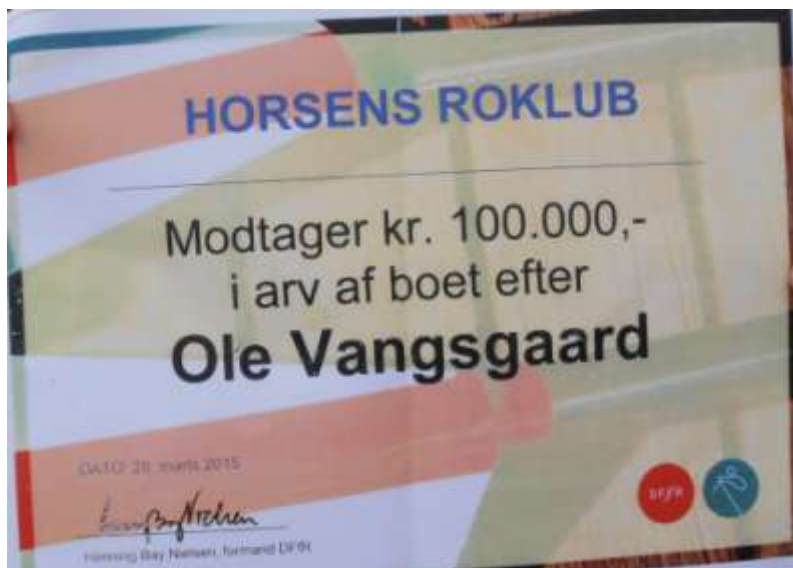 HORSENS ROKLUB
Modtager kr. 100.000,-
i arv af boet efter
Ole Vangsgaard
DATO: 28. marts 2015
Henning Bay Nielsen, formand DFfR
DFfR